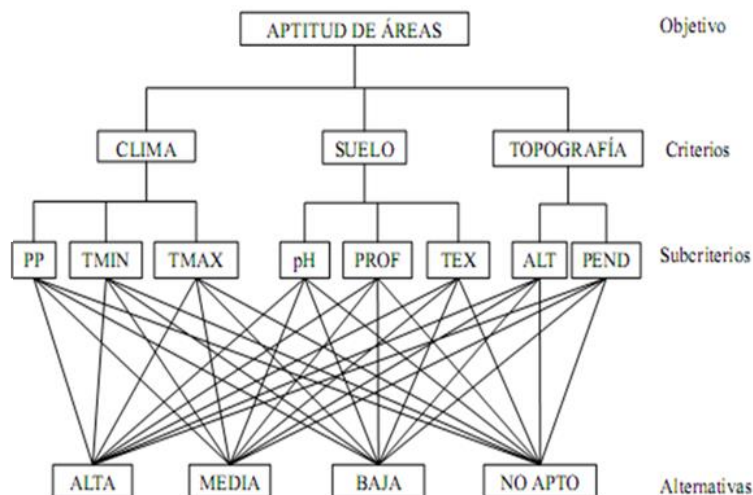 APTITUD DE ÁREAS Objetivo
CLIMA SUELO TOPOGRAFÍA Criterios
PP TMIN TMAX pH PROF TEX ALT PEND Subcriterios
ALTA MEDIA BAJA NO APTO Alternativas